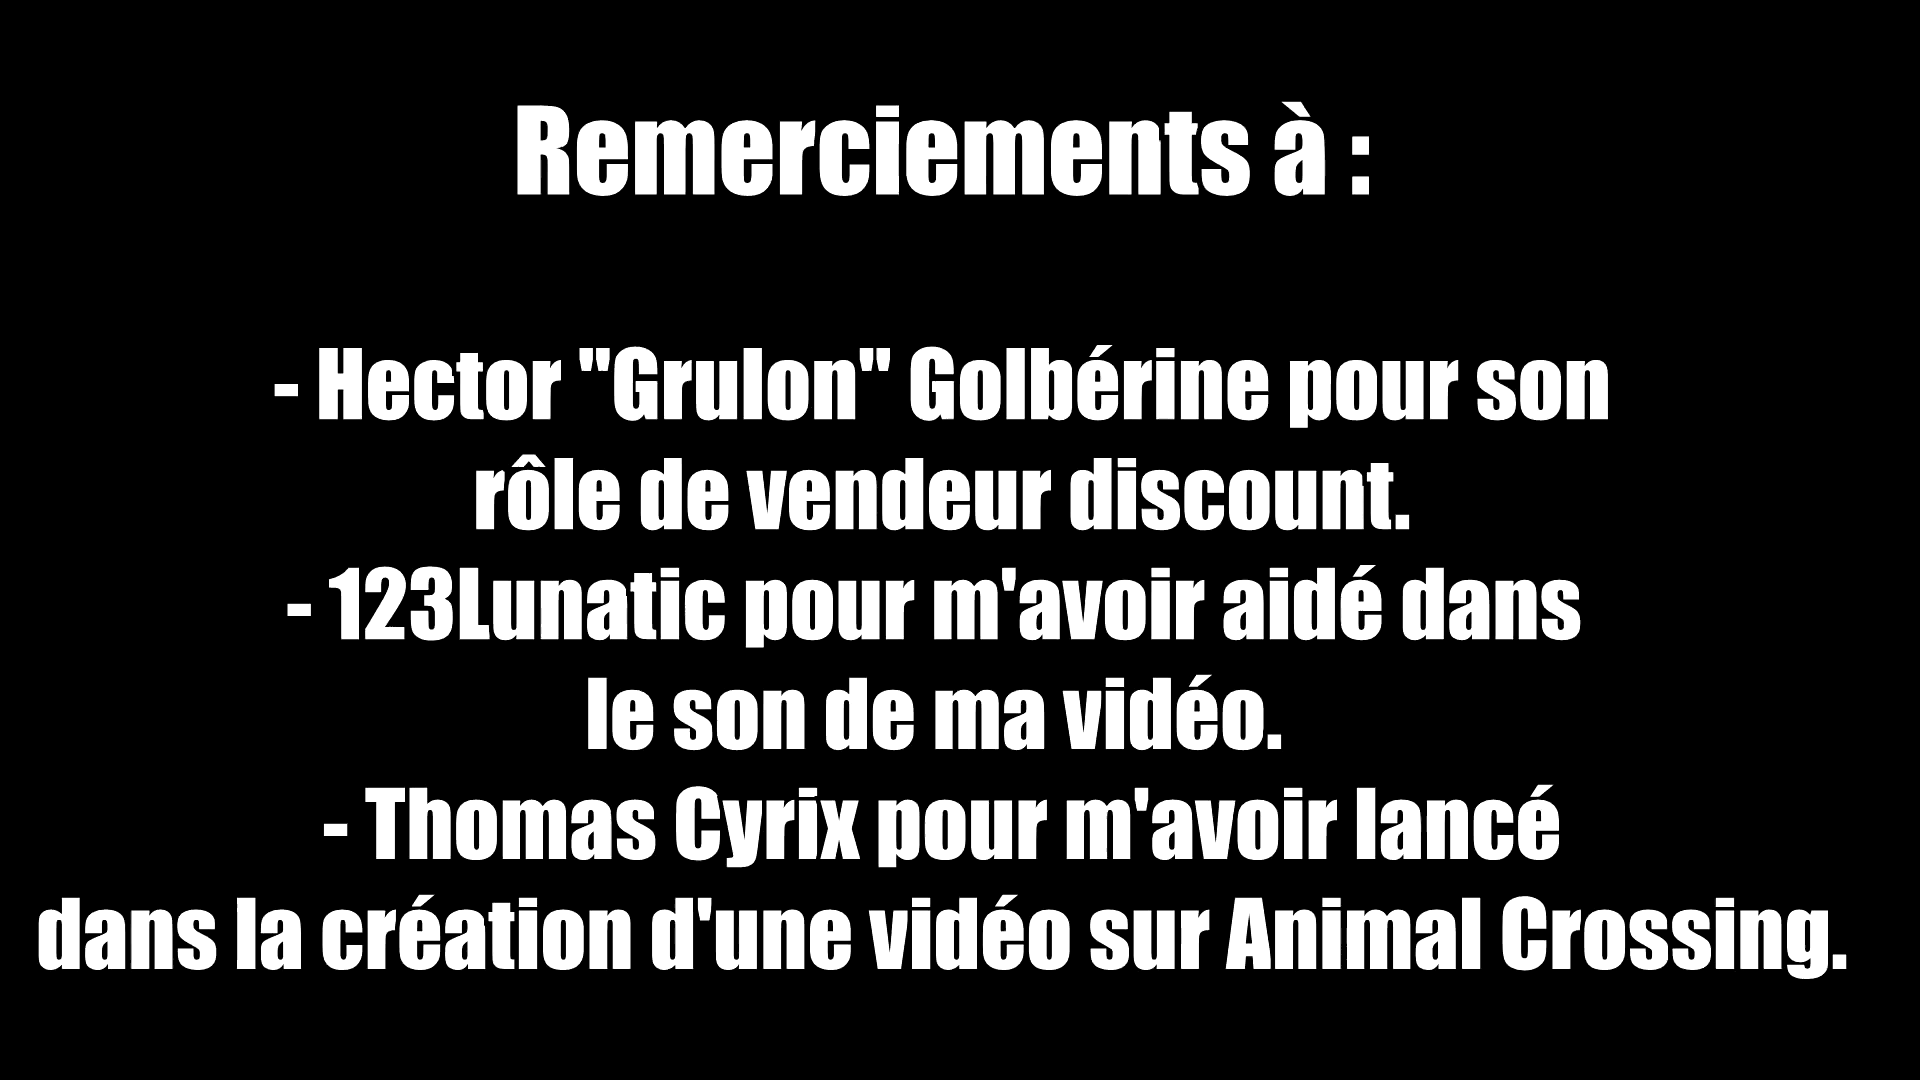 Remerciements à :
- Hector "Grulon" Golbérine pour son
rôle de vendeur discount.
- 123Lunatic pour m'avoir aidé dans
le son de ma vidéo.
- Thomas Cyrix pour m'avoir lancé
dans la création d'une vidéo sur Animal Crossing.